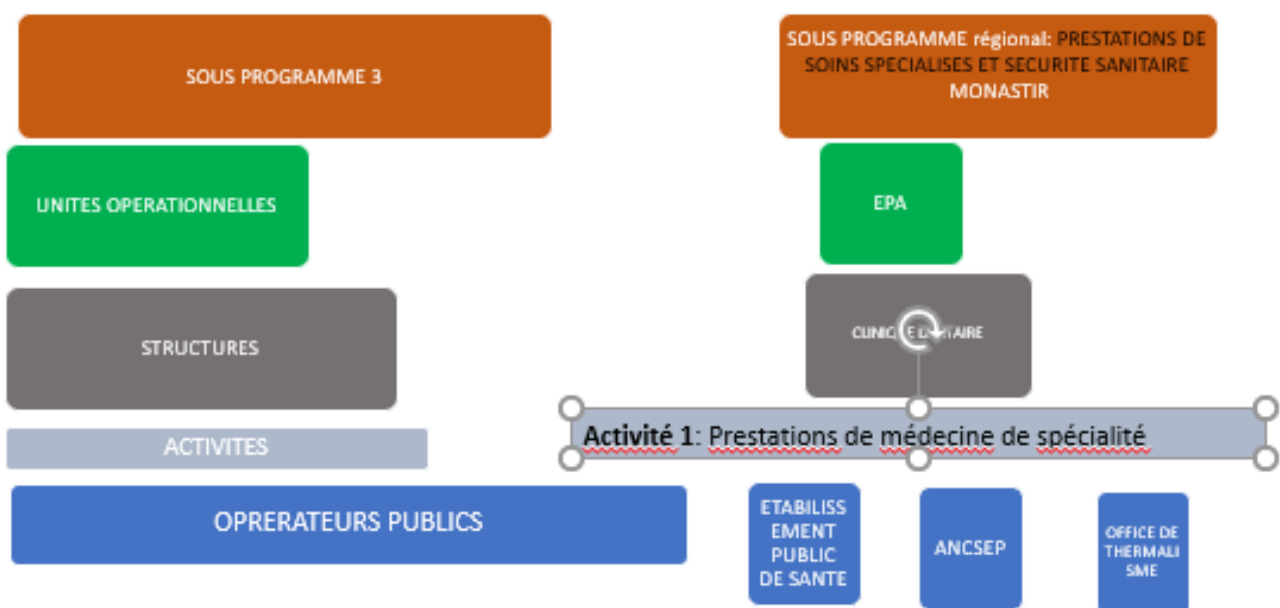 SOUS PROGRAMME 3
SOUS PROGRAMME régional: PRESTATIONS DE
SOINS SPECIALISES ET SECURITE SANITAIRE
MONASTIR
UNITES OPERATIONNELLES
EPA
STRUCTURES
ACTIVITES
Activité 1: Prestations de médecine de spécialité
OPRERATEURS PUBLICS
ETABILISS
EMENT
PUBLIC
DE SANTE
ANCSEP
OFFICE DE
THERMALI
SME